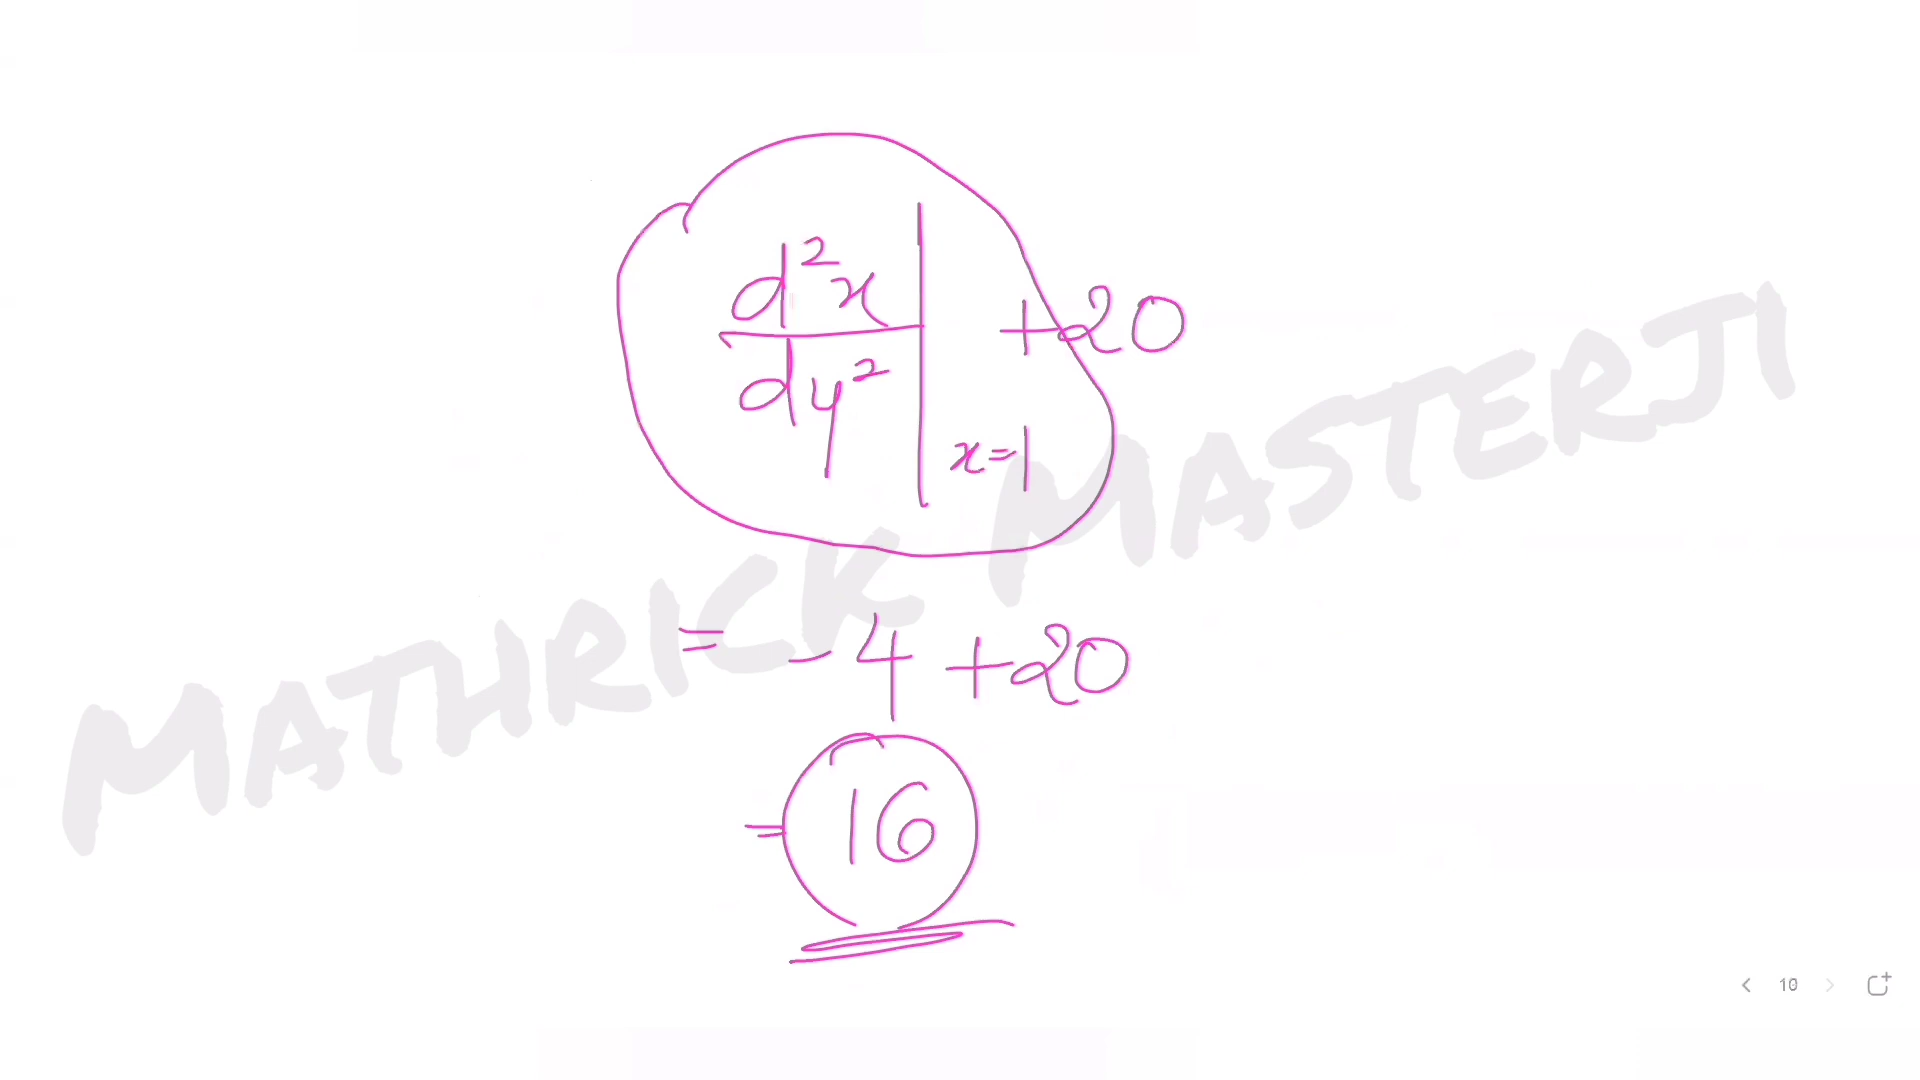 d²x/dy² | x=1 +20
= -4 +20
= 16
MATHRICK MASTERJI
< 10 >